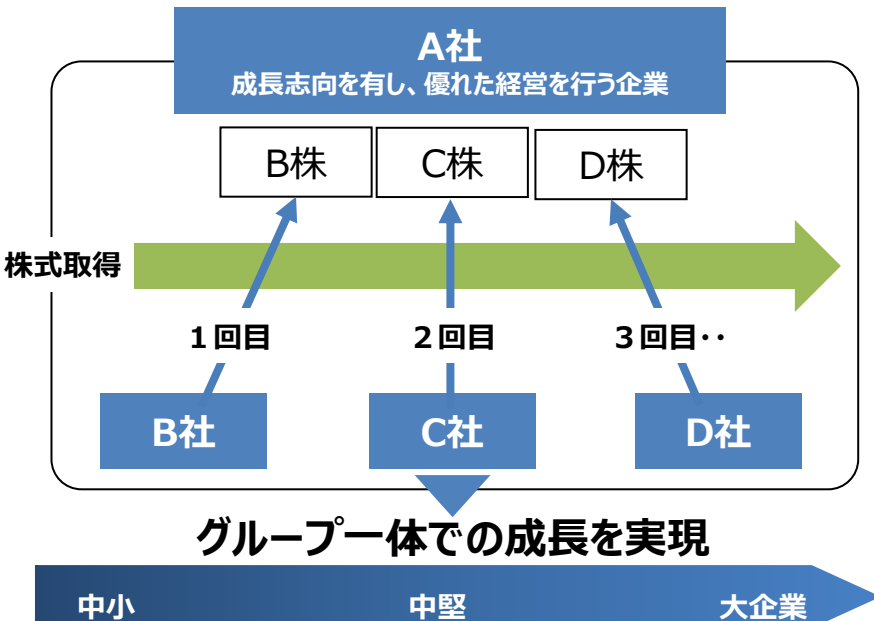 A社
成長志向を有し、優れた経営を行う企業
B株 C株 D株
株式取得
１回目 ２回目 ３回目‥
B社 C社 D社
グループ一体での成長を実現
中小 中堅 大企業